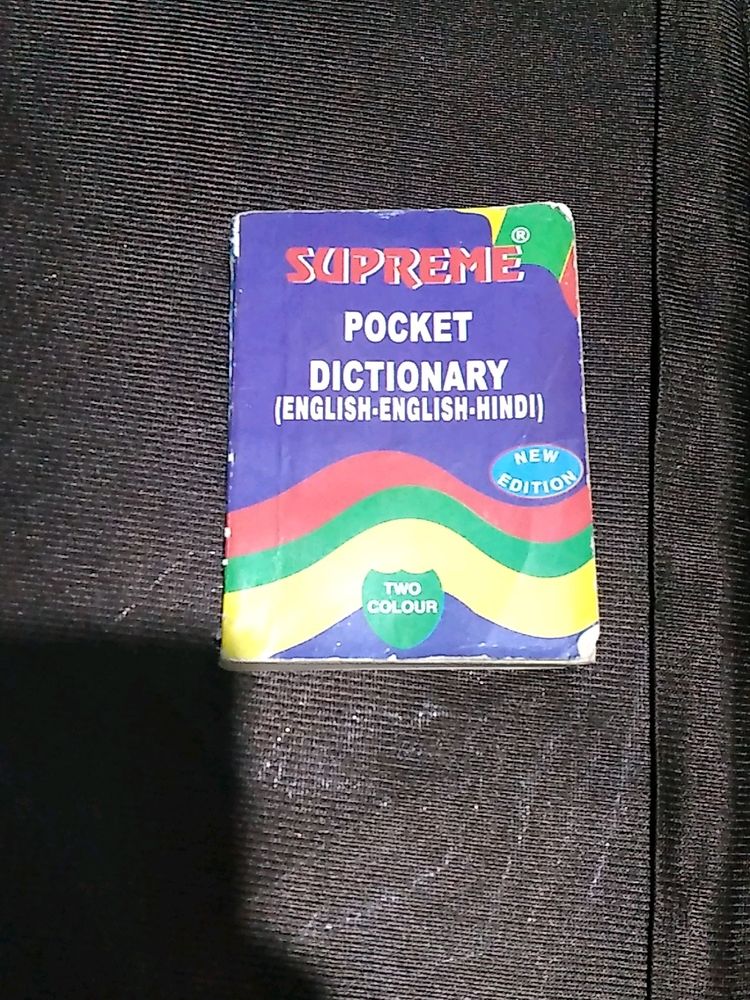 SUPREME®
POCKET
DICTIONARY
(ENGLISH-ENGLISH-HINDI)
NEW
EDITION
TWO
COLOUR